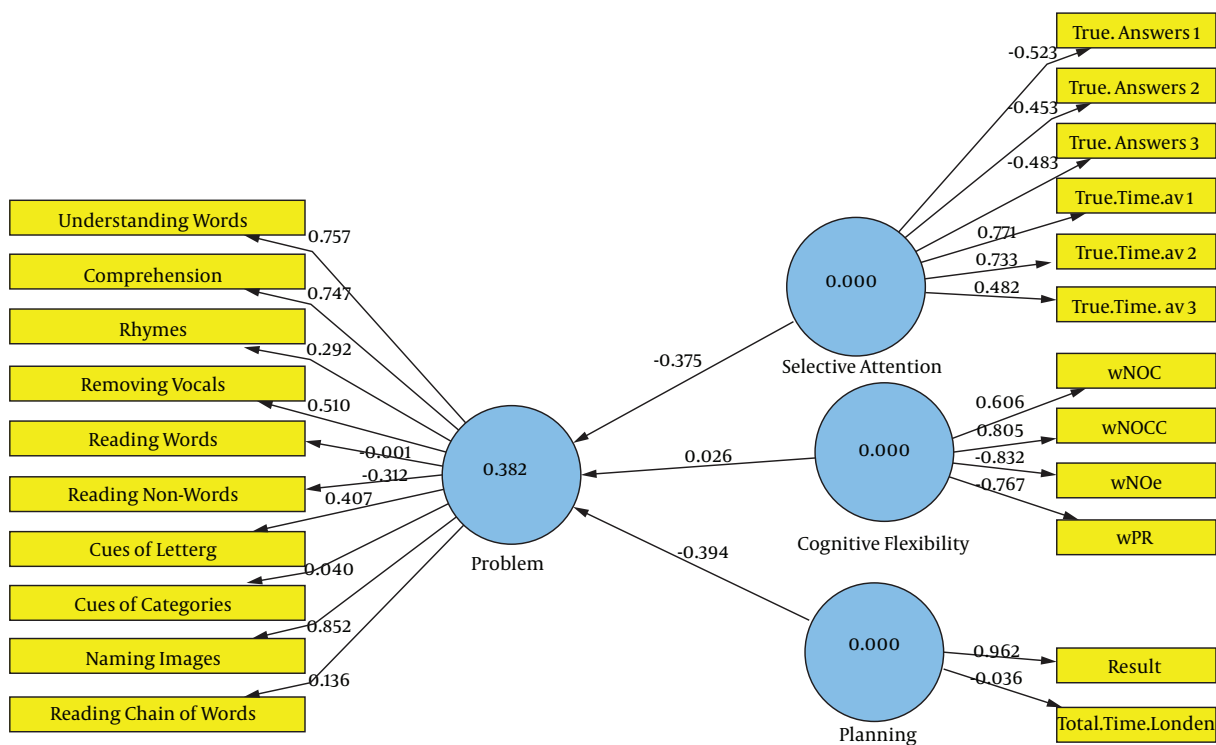 True. Answers 1
-0.523
True. Answers 2
-0.453
True. Answers 3
-0.483
True.Time.av 1
0.771
True.Time.av 2
0.733
True.Time. av 3
0.482
0.000
Selective Attention
-0.375
Understanding Words
0.757
Comprehension
0.747
Rhymes
0.292
Removing Vocals
0.510
Reading Words
-0.001
Reading Non-Words
-0.312
Cues of Letterg
0.407
Cues of Categories
0.040
Naming Images
0.852
Reading Chain of Words
0.136
0.382
Problem
0.026
0.000
Cognitive Flexibility
wNOC
0.606
wNOCC
0.805
wNOe
-0.832
wPR
-0.767
-0.394
0.000
Planning
Result
0.962
Total.Time.Londen
-0.036